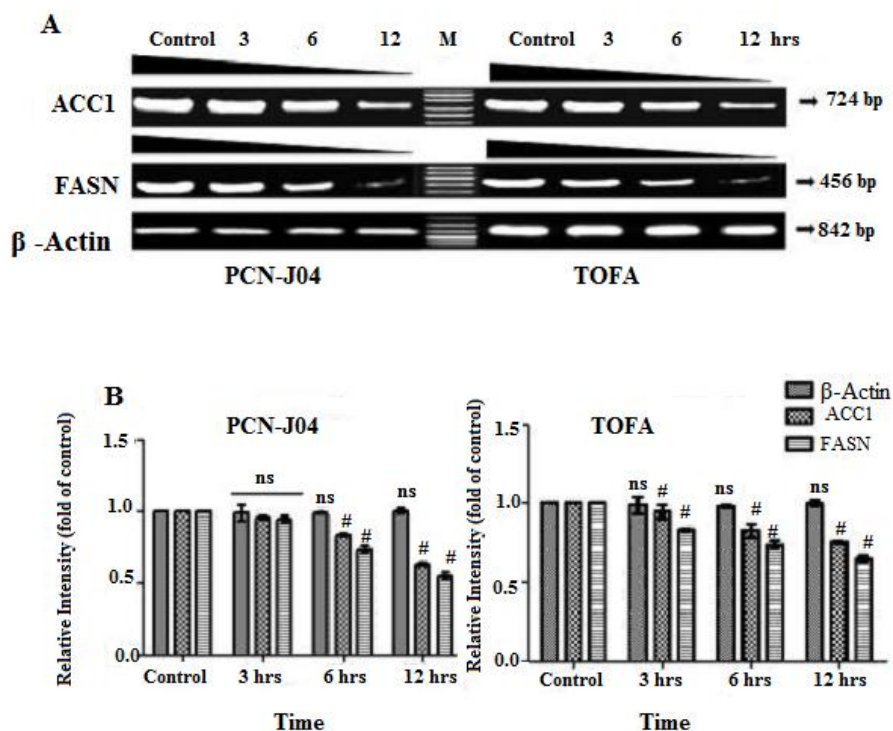 A
Control 3 6 12 M Control 3 6 12 hrs
ACC1 724 bp
FASN 456 bp
β -Actin 842 bp
PCN-J04 TOFA
B
β-Actin
ACC1
FASN
PCN-J04
Relative Intensity (fold of control)
1.5
1.0
0.5
0.0
ns ns ns
# # # #
Control 3 hrs 6 hrs 12 hrs
Time
TOFA
Relative Intensity (fold of control)
1.5
1.0
0.5
0.0
ns # # ns # # ns # #
Control 3 hrs 6 hrs 12 hrs
Time